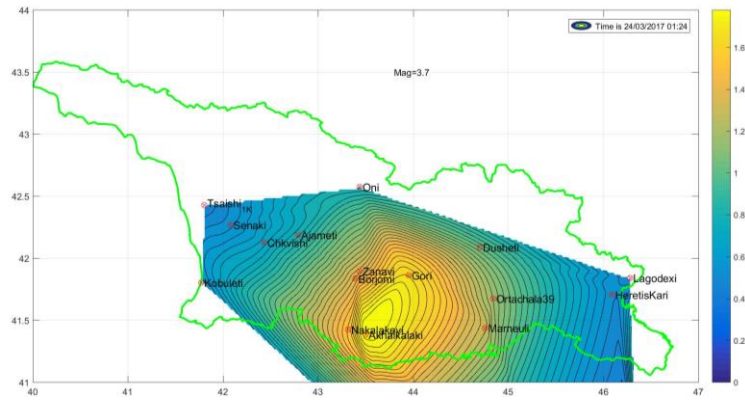 Time is 24/03/2017 01:24
Mag=3.7
Oni
Tsaishi 1K
Senaki
Ajameti
Chkvishi
Dusheti
Kobuleti
Zanavi
Borjomi
Gori
Lagodexi
HeretisKari
Ortachala39
Nakalakevi
Akhalkalaki
Marneuli
44
43.5
43
42.5
42
41.5
41
40
41
42
43
44
45
46
47
1.6
1.4
1.2
1
0.8
0.6
0.4
0.2
0